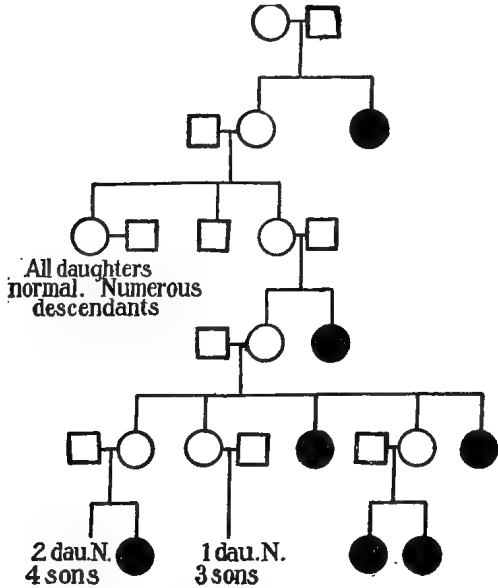 All daughters
normal. Numerous
descendants
2 dau.N.
4 sons
1 dau.N.
3 sons